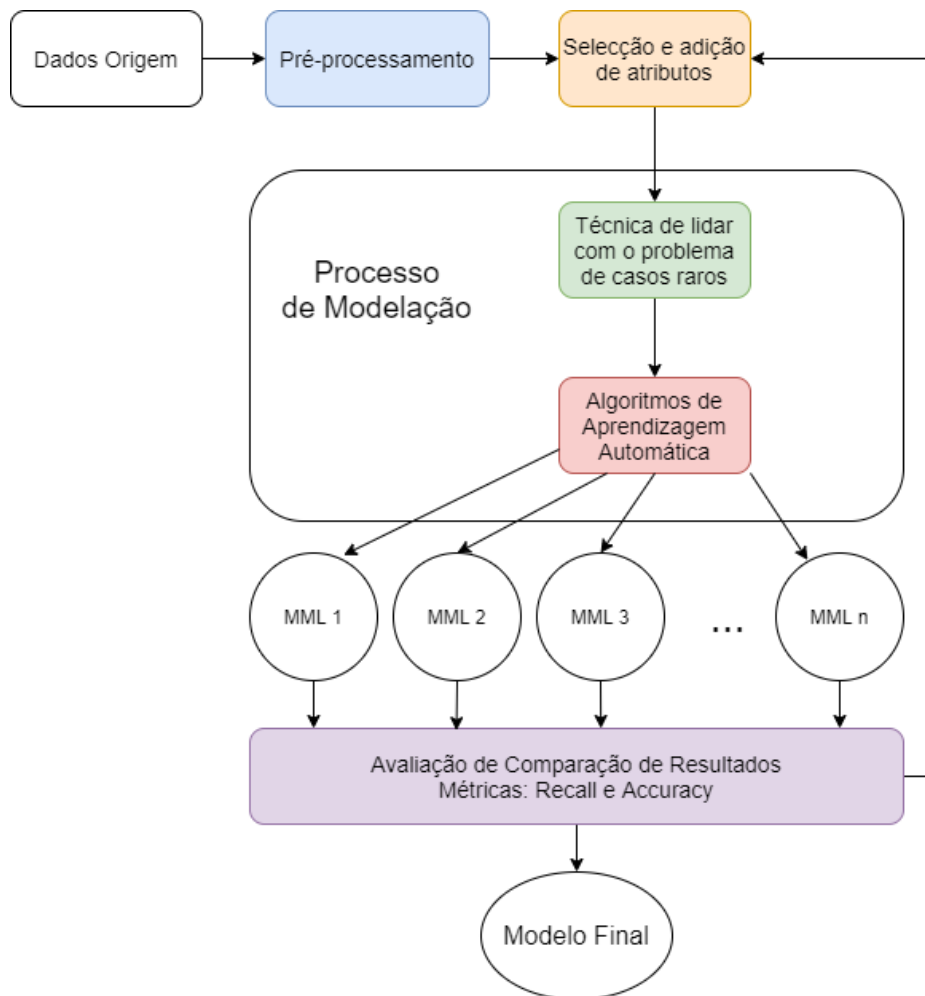 Dados Origem
Pré-processamento
Selecção e adição
de atributos
Processo
de Modelação
Técnica de lidar
com o problema
de casos raros
Algoritmos de
Aprendizagem
Automática
MML 1
MML 2
MML 3
...
MML n
Avaliação de Comparação de Resultados
Métricas: Recall e Accuracy
Modelo Final